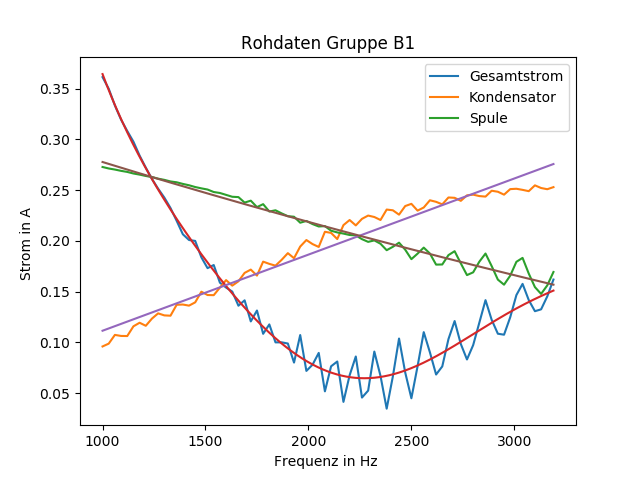 Rohdaten Gruppe B1
Gesamtstrom
Kondensator
Spule
Strom in A
0.35
0.30
0.25
0.20
0.15
0.10
0.05
1000 1500 2000 2500 3000
Frequenz in Hz